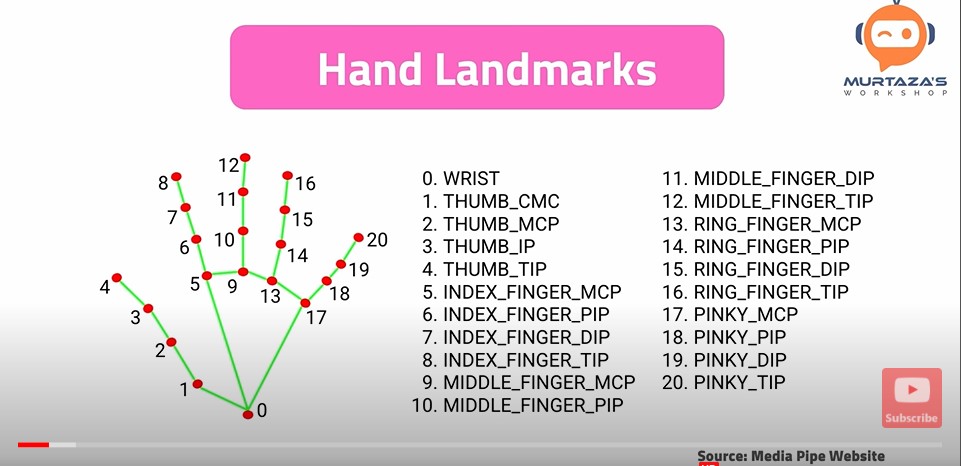 Hand Landmarks
MURTAZA'S
WORKSHOP
12
8
16
11
7
15
6
10
14
20
19
5
9
13
18
4
17
3
2
1
0
0. WRIST
1. THUMB_CMC
2. THUMB_MCP
3. THUMB_IP
4. THUMB_TIP
5. INDEX_FINGER_MCP
6. INDEX_FINGER_PIP
7. INDEX_FINGER_DIP
8. INDEX_FINGER_TIP
9. MIDDLE_FINGER_MCP
10. MIDDLE_FINGER_PIP
11. MIDDLE_FINGER_DIP
12. MIDDLE_FINGER_TIP
13. RING_FINGER_MCP
14. RING_FINGER_PIP
15. RING_FINGER_DIP
16. RING_FINGER_TIP
17. PINKY_MCP
18. PINKY_PIP
19. PINKY_DIP
20. PINKY_TIP
Subscribe
Source: Media Pipe Website